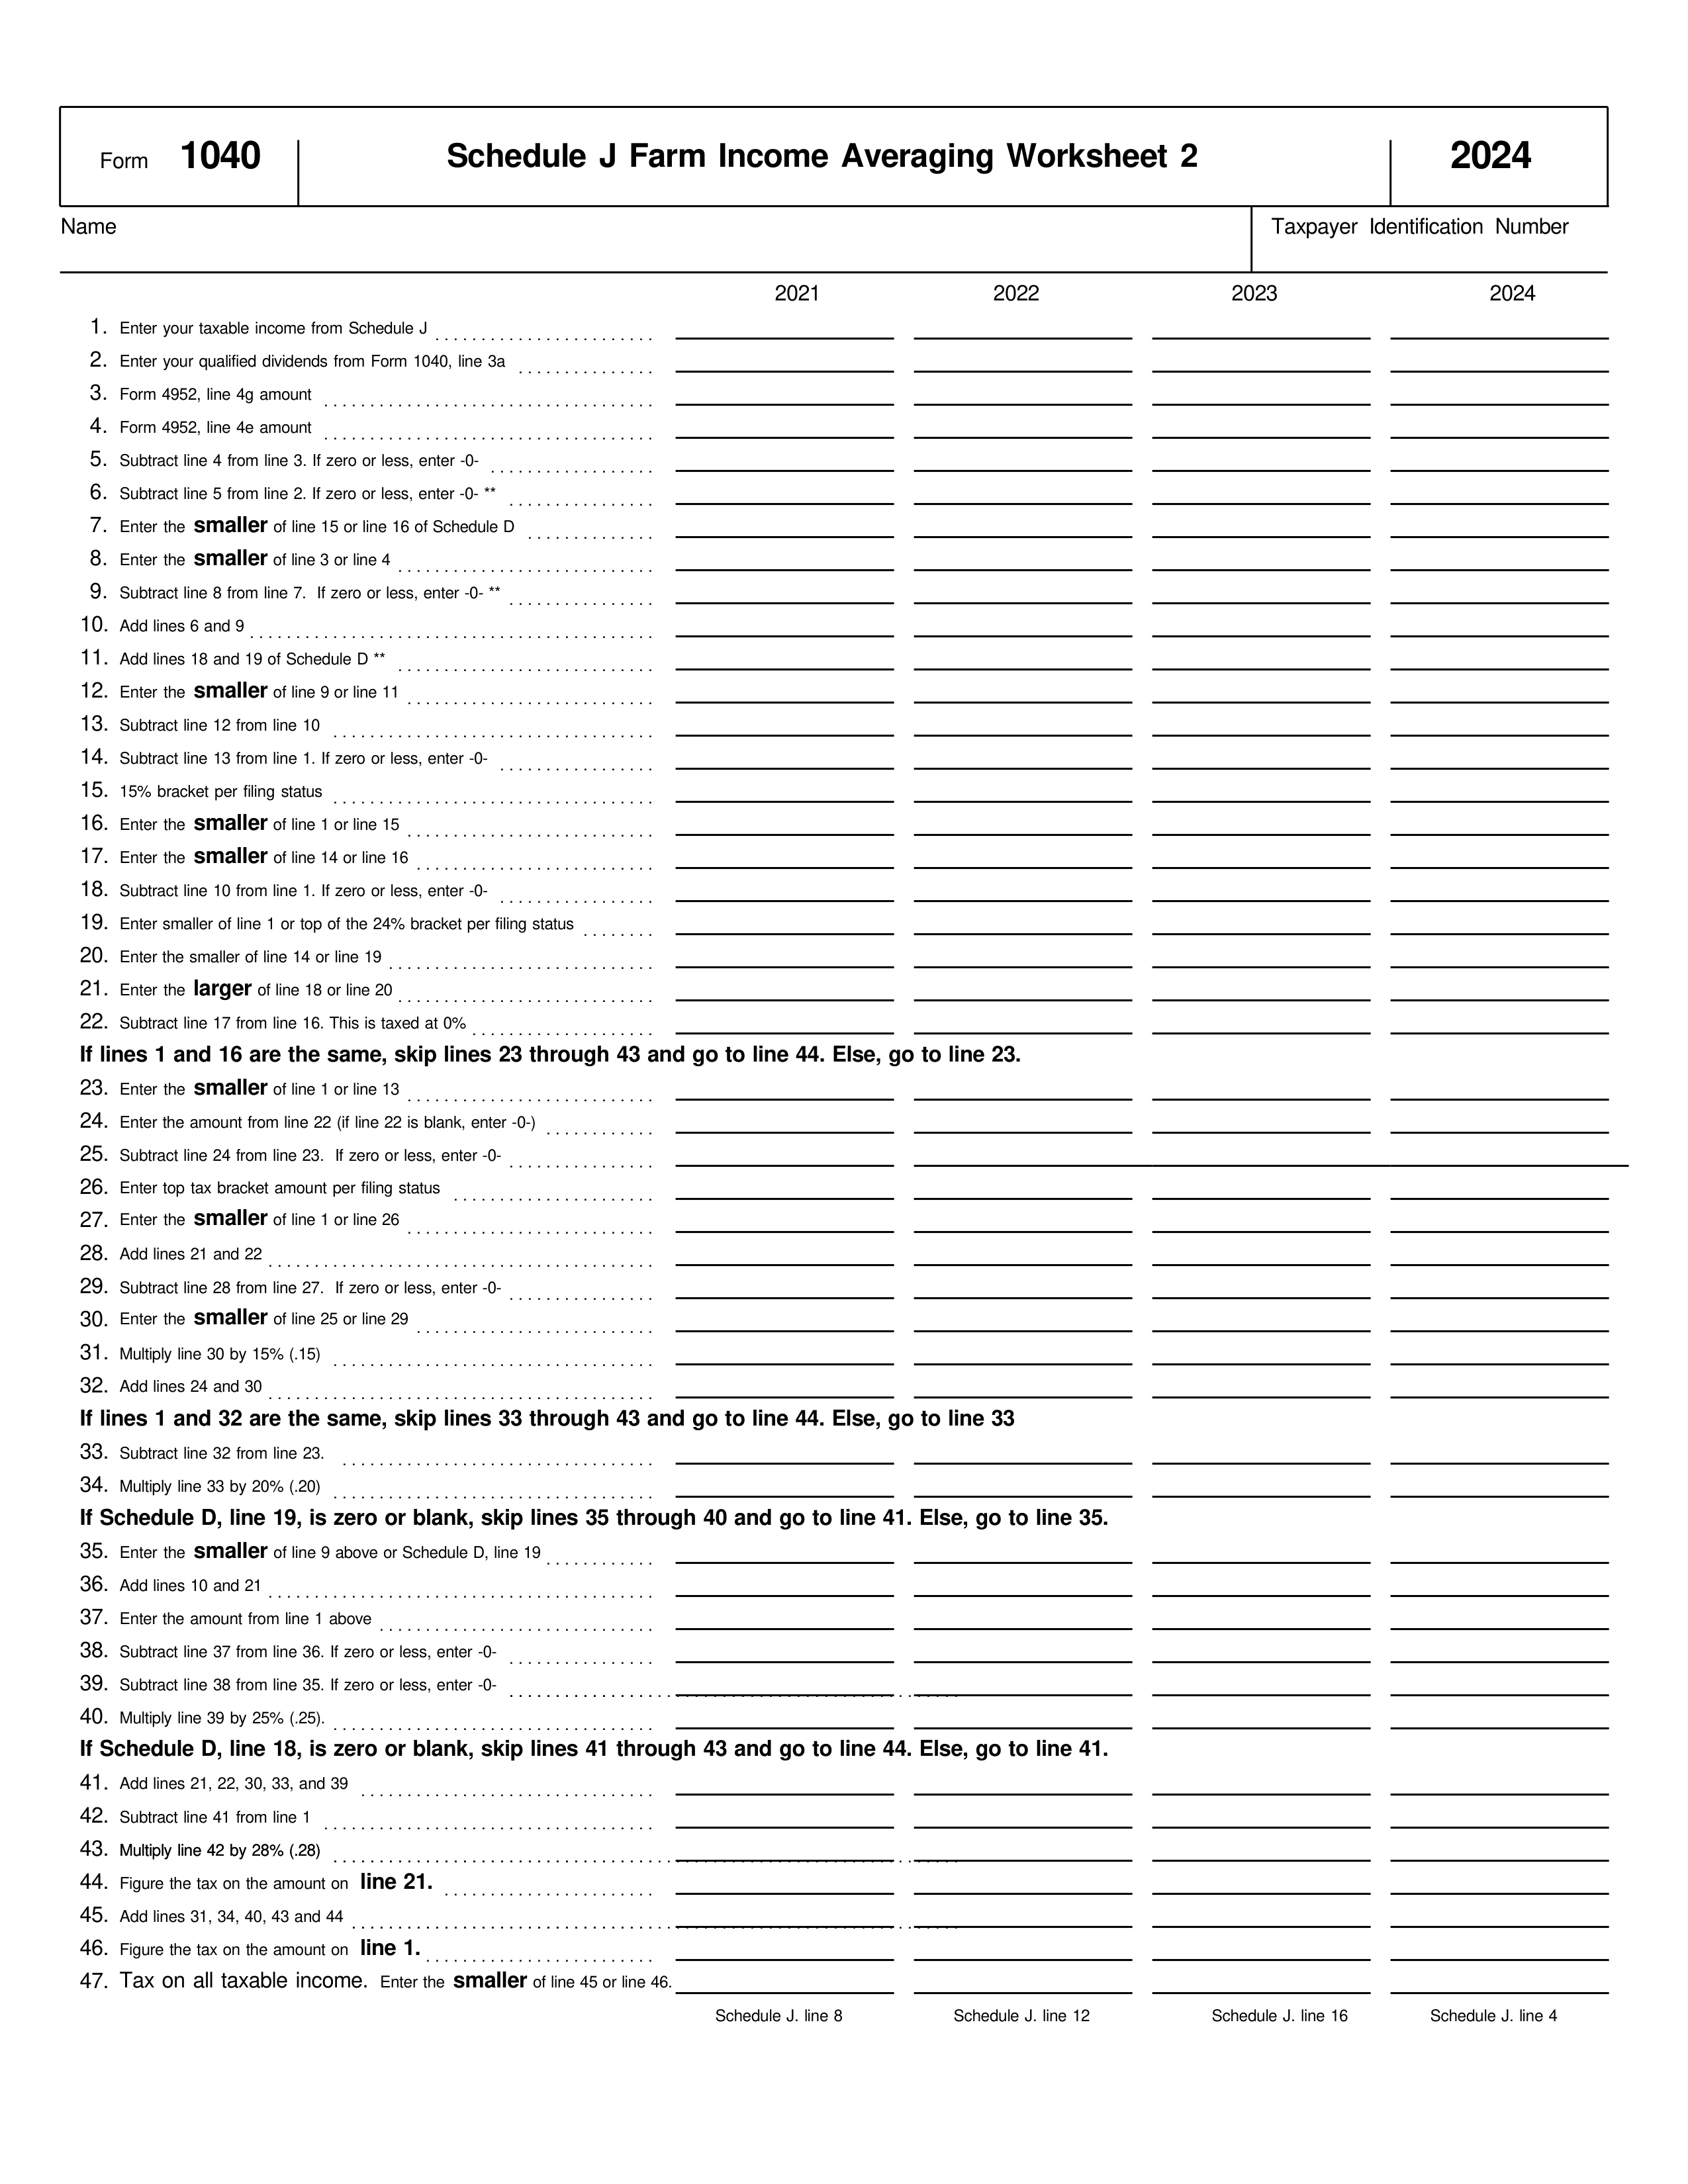 Form 1040 Schedule J Farm Income Averaging Worksheet 2 2024
Name Taxpayer Identification Number
2021 2022 2023 2024
1. Enter your taxable income from Schedule J
2. Enter your qualified dividends from Form 1040, line 3a
3. Form 4952, line 4g amount
4. Form 4952, line 4e amount
5. Subtract line 4 from line 3. If zero or less, enter -0-
6. Subtract line 5 from line 2. If zero or less, enter -0- **
7. Enter the smaller of line 15 or line 16 of Schedule D
8. Enter the smaller of line 3 or line 4
9. Subtract line 8 from line 7. If zero or less, enter -0- **
10. Add lines 6 and 9
11. Add lines 18 and 19 of Schedule D **
12. Enter the smaller of line 9 or line 11
13. Subtract line 12 from line 10
14. Subtract line 13 from line 1. If zero or less, enter -0-
15. 15% bracket per filing status
16. Enter the smaller of line 1 or line 15
17. Enter the smaller of line 14 or line 16
18. Subtract line 10 from line 1. If zero or less, enter -0-
19. Enter smaller of line 1 or top of the 24% bracket per filing status
20. Enter the smaller of line 14 or line 19
21. Enter the larger of line 18 or line 20
22. Subtract line 17 from line 16. This is taxed at 0%
If lines 1 and 16 are the same, skip lines 23 through 43 and go to line 44. Else, go to line 23.
23. Enter the smaller of line 1 or line 13
24. Enter the amount from line 22 (if line 22 is blank, enter -0-)
25. Subtract line 24 from line 23. If zero or less, enter -0-
26. Enter top tax bracket amount per filing status
27. Enter the smaller of line 1 or line 26
28. Add lines 21 and 22
29. Subtract line 28 from line 27. If zero or less, enter -0-
30. Enter the smaller of line 25 or line 29
31. Multiply line 30 by 15% (.15)
32. Add lines 24 and 30
If lines 1 and 32 are the same, skip lines 33 through 43 and go to line 44. Else, go to line 33
33. Subtract line 32 from line 23.
34. Multiply line 33 by 20% (.20)
If Schedule D, line 19, is zero or blank, skip lines 35 through 40 and go to line 41. Else, go to line 35.
35. Enter the smaller of line 9 above or Schedule D, line 19
36. Add lines 10 and 21
37. Enter the amount from line 1 above
38. Subtract line 37 from line 36. If zero or less, enter -0-
39. Subtract line 38 from line 35. If zero or less, enter -0-
40. Multiply line 39 by 25% (.25).
If Schedule D, line 18, is zero or blank, skip lines 41 through 43 and go to line 44. Else, go to line 41.
41. Add lines 21, 22, 30, 33, and 39
42. Subtract line 41 from line 1
43. Multiply line 42 by 28% (.28)
44. Figure the tax on the amount on line 21.
45. Add lines 31, 34, 40, 43 and 44
46. Figure the tax on the amount on line 1.
47. Tax on all taxable income. Enter the smaller of line 45 or line 46.
Schedule J. line 8 Schedule J. line 12 Schedule J. line 16 Schedule J. line 4